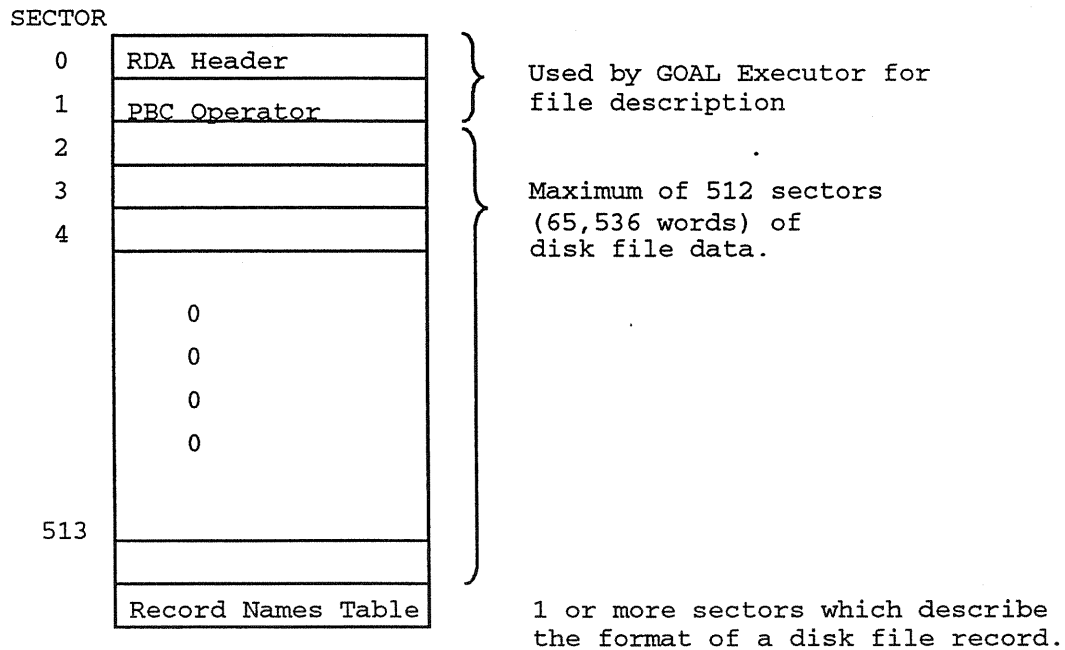 SECTOR
0 RDA Header
1 PBC Operator
Used by GOAL Executor for
file description
2
3
4
Maximum of 512 sectors
(65,536 words) of
disk file data.
0
0
0
0
513
Record Names Table
1 or more sectors which describe
the format of a disk file record.